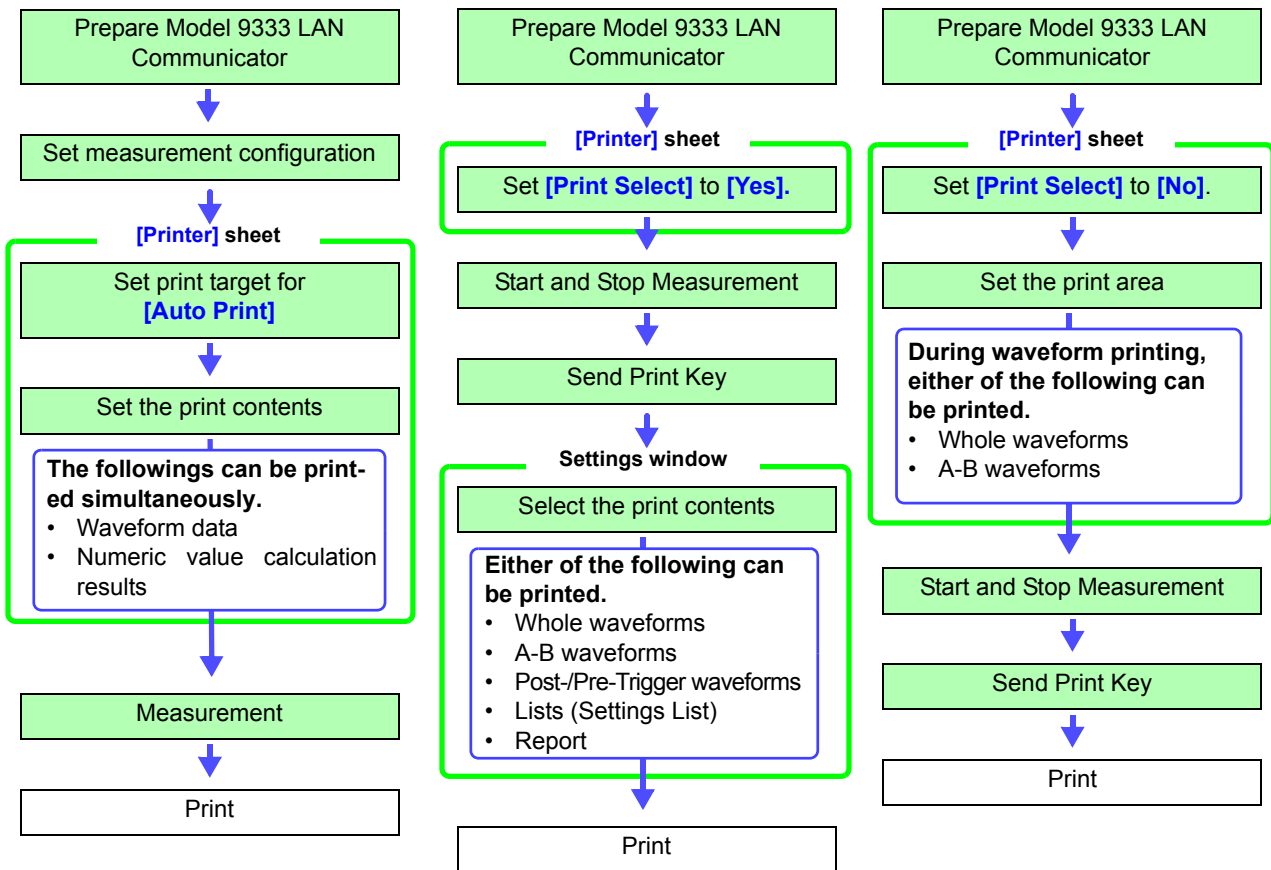 Prepare Model 9333 LAN
Communicator
Set measurement configuration
[Printer] sheet
Set print target for
[Auto Print]
Set the print contents
The followings can be print-
ed simultaneously.
• Waveform data
• Numeric value calculation
results
Measurement
Print
Prepare Model 9333 LAN
Communicator
[Printer] sheet
Set [Print Select] to [Yes].
Start and Stop Measurement
Send Print Key
Settings window
Select the print contents
Either of the following can
be printed.
• Whole waveforms
• A-B waveforms
• Post-/Pre-Trigger waveforms
• Lists (Settings List)
• Report
Print
Prepare Model 9333 LAN
Communicator
[Printer] sheet
Set [Print Select] to [No].
Set the print area
During waveform printing,
either of the following can
be printed.
• Whole waveforms
• A-B waveforms
Start and Stop Measurement
Send Print Key
Print